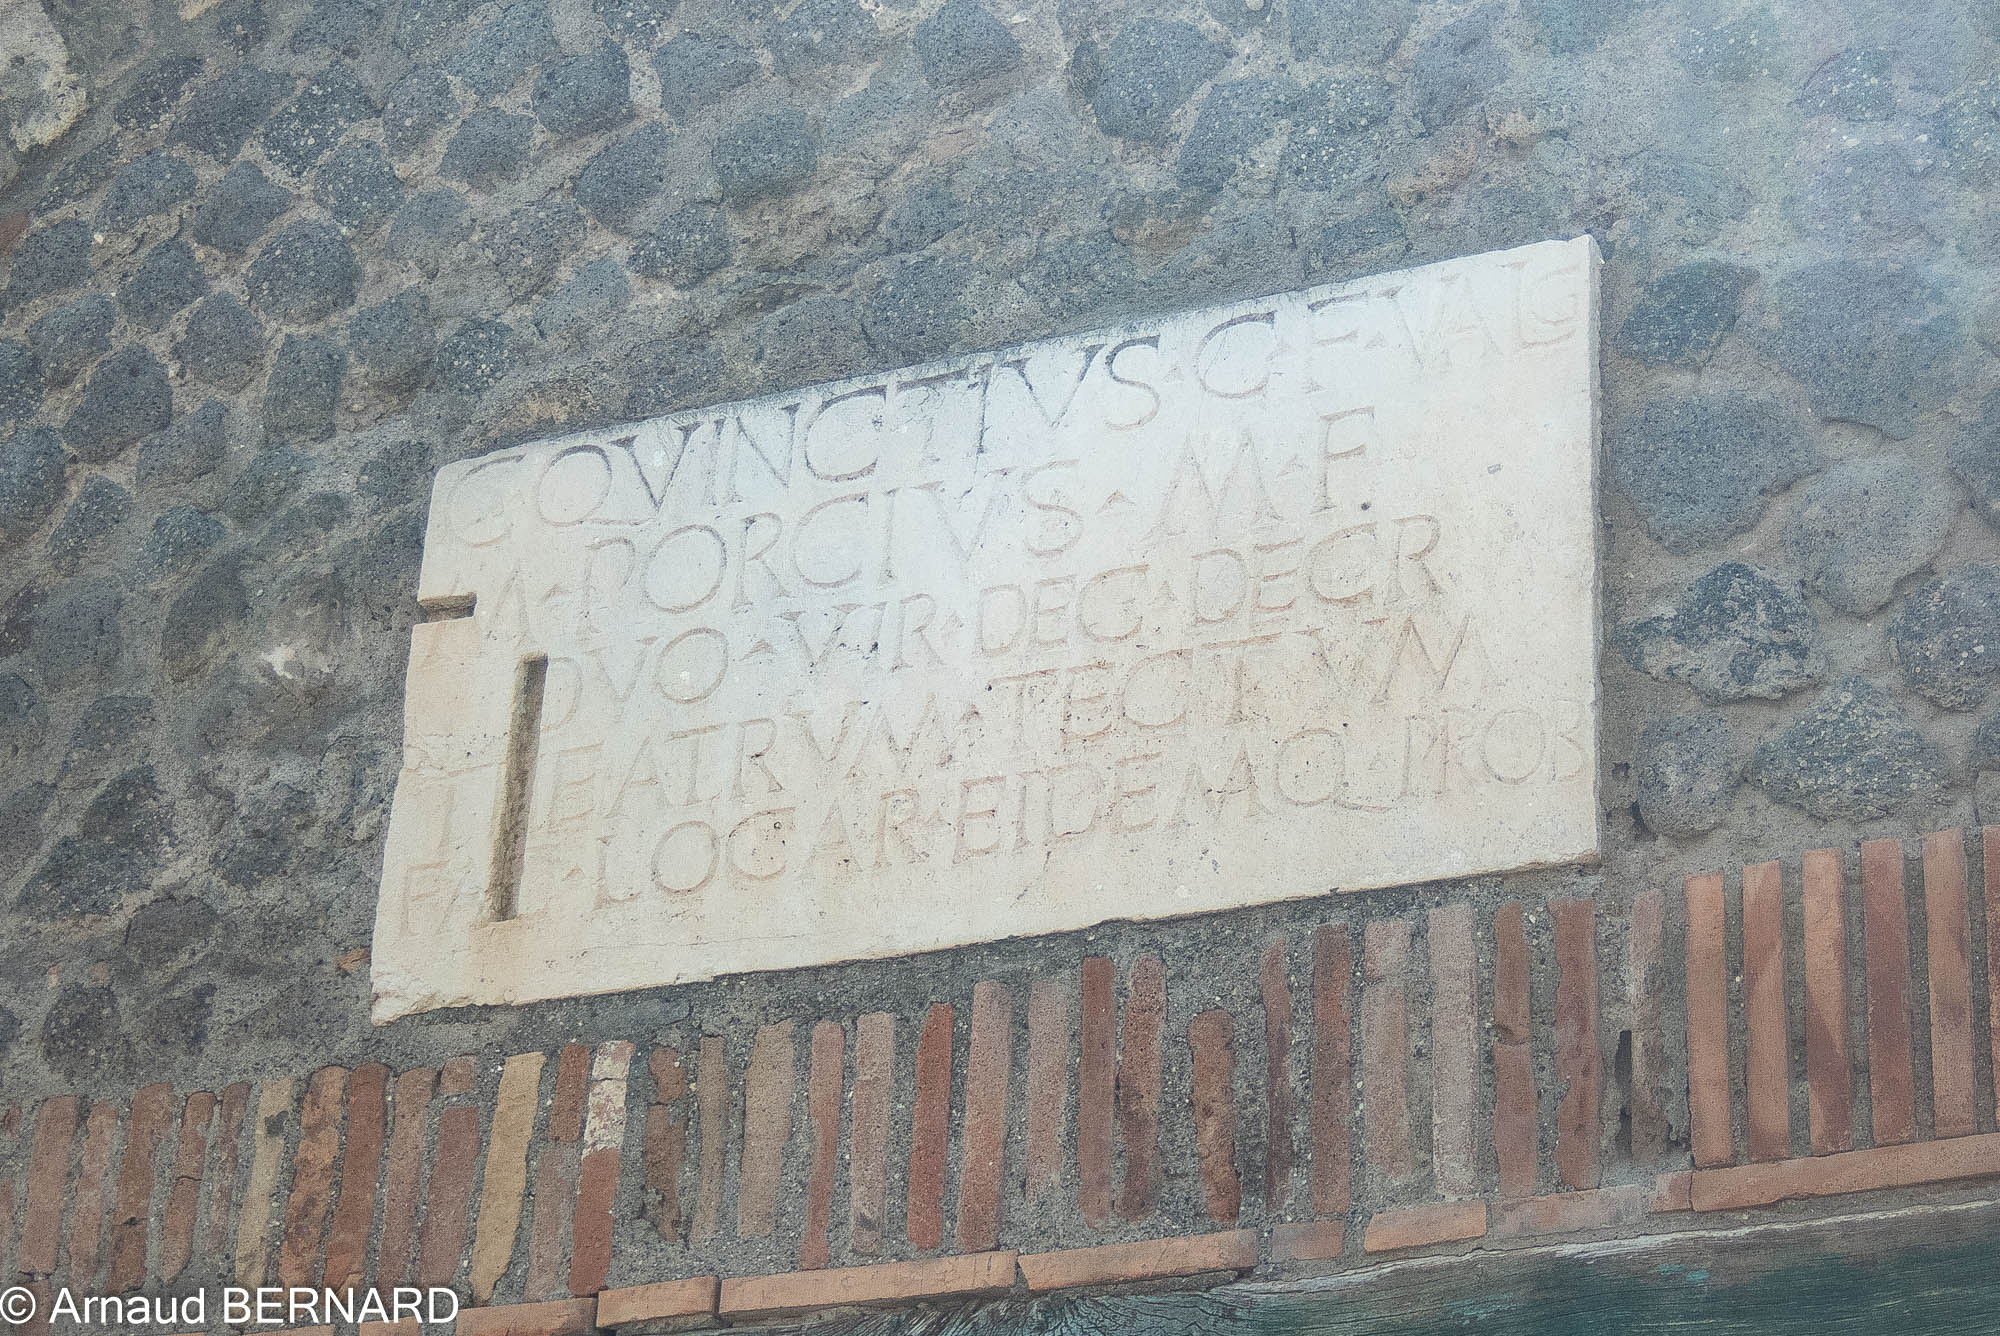 C·QVINCTIVS·C·F·VALG
M·PORCIVS·M·F
DVO·VIR·DEC·DECR
THEATRVM·TECTVM
FAC·LOCAR·EIDEMQ·PROB
© Arnaud BERNARD